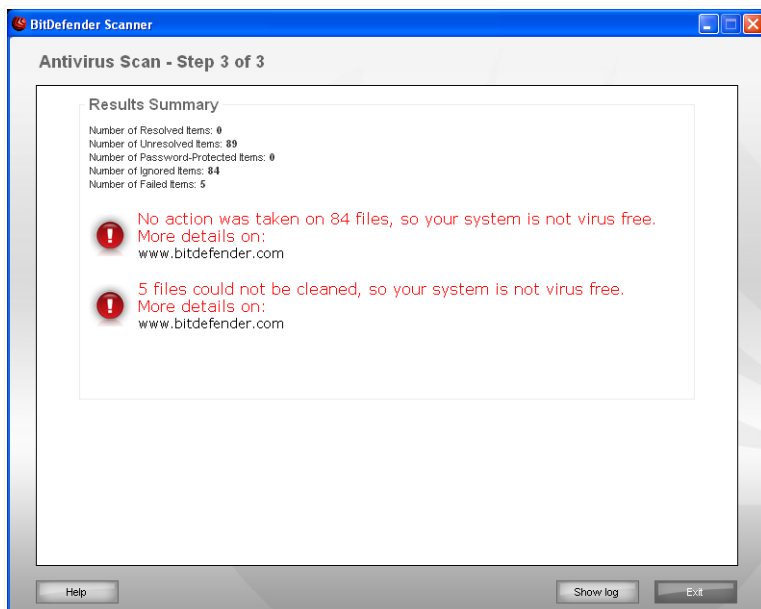 BitDefender Scanner
Antivirus Scan - Step 3 of 3
Results Summary
Number of Resolved Items: 0
Number of Unresolved Items: 89
Number of Password-Protected Items: 0
Number of Ignored Items: 84
Number of Failed Items: 5
No action was taken on 84 files, so your system is not virus free.
More details on:
www.bitdefender.com
5 files could not be cleaned, so your system is not virus free.
More details on:
www.bitdefender.com
Help
Show log
Exit